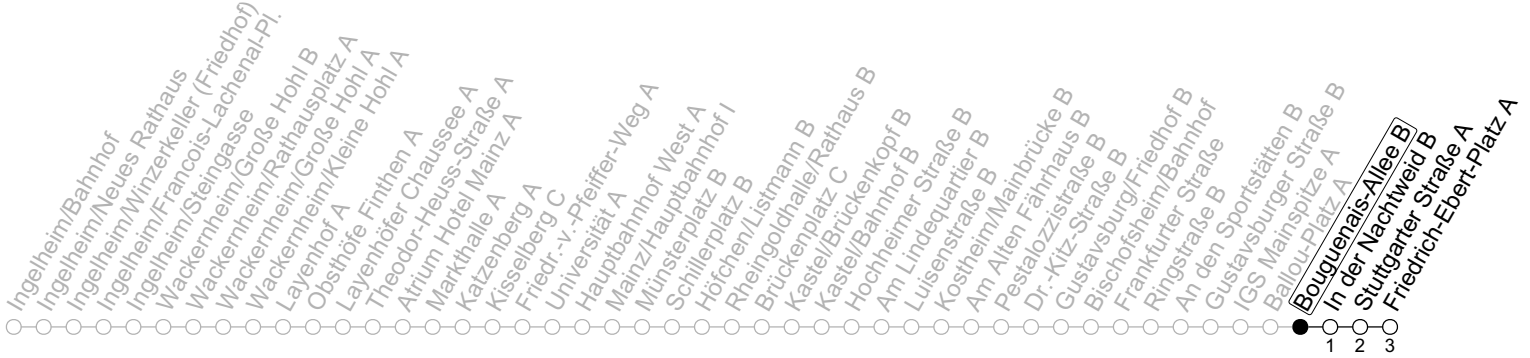 Ingelheim/Bahnhof
Ingelheim/Neues Rathaus
Ingelheim/Winzerkeller (Friedhof)
Ingelheim/Francois-Lachenal-Pl.
Ingelheim/Steingasse
Wackernheim/Große Hohl B
Wackernheim/Rathausplatz A
Wackernheim/Große Hohl A
Wackernheim/Kleine Hohl A
Layenhof A
Obsthöfe Finthen A
Layenhöfer Chaussee A
Theodor-Heuss-Straße A
Atrium Hotel Mainz A
Markthalle A
Katzenberg A
Kisselberg C
Friedr.-v.-Pfeiffer-Weg A
Universität A
Hauptbahnhof West A
Mainz/Hauptbahnhof I
Münsterplatz B
Schillerplatz B
Höfchen/Listmann B
Rheingoldhalle/Rathaus B
Brückenplatz C
Kastel/Brückenkopf B
Kastel/Bahnhof B
Hochheimer Straße B
Am Lindequartier B
Luisenstraße B
Kostheim/Mainbrücke B
Am Alten Fährhaus B
Pestalozzistraße B
Dr.-Kitz-Straße B
Gustavsburg/Friedhof B
Bischofsheim/Bahnhof
Frankfurter Straße
Ringstraße B
An den Sportstätten B
Gustavsburger Straße B
IGS Mainspitze A
Ballou-Platz A
Bouguenais-Allee B
In der Nachtweid B
Stuttgarter Straße A
Friedrich-Ebert-Platz A
1 2 3